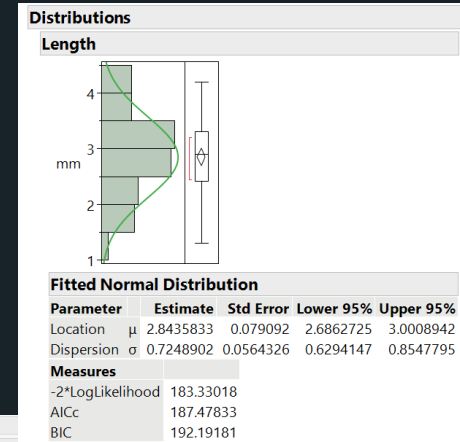 Distributions
Length
4
3
mm
2
1
Fitted Normal Distribution
Parameter Estimate Std Error Lower 95% Upper 95%
Location μ 2.8435833 0.079092 2.6862725 3.0008942
Dispersion σ 0.7248902 0.0564326 0.6294147 0.8547795
Measures
-2*LogLikelihood 183.33018
AICc 187.47833
BIC 192.19181